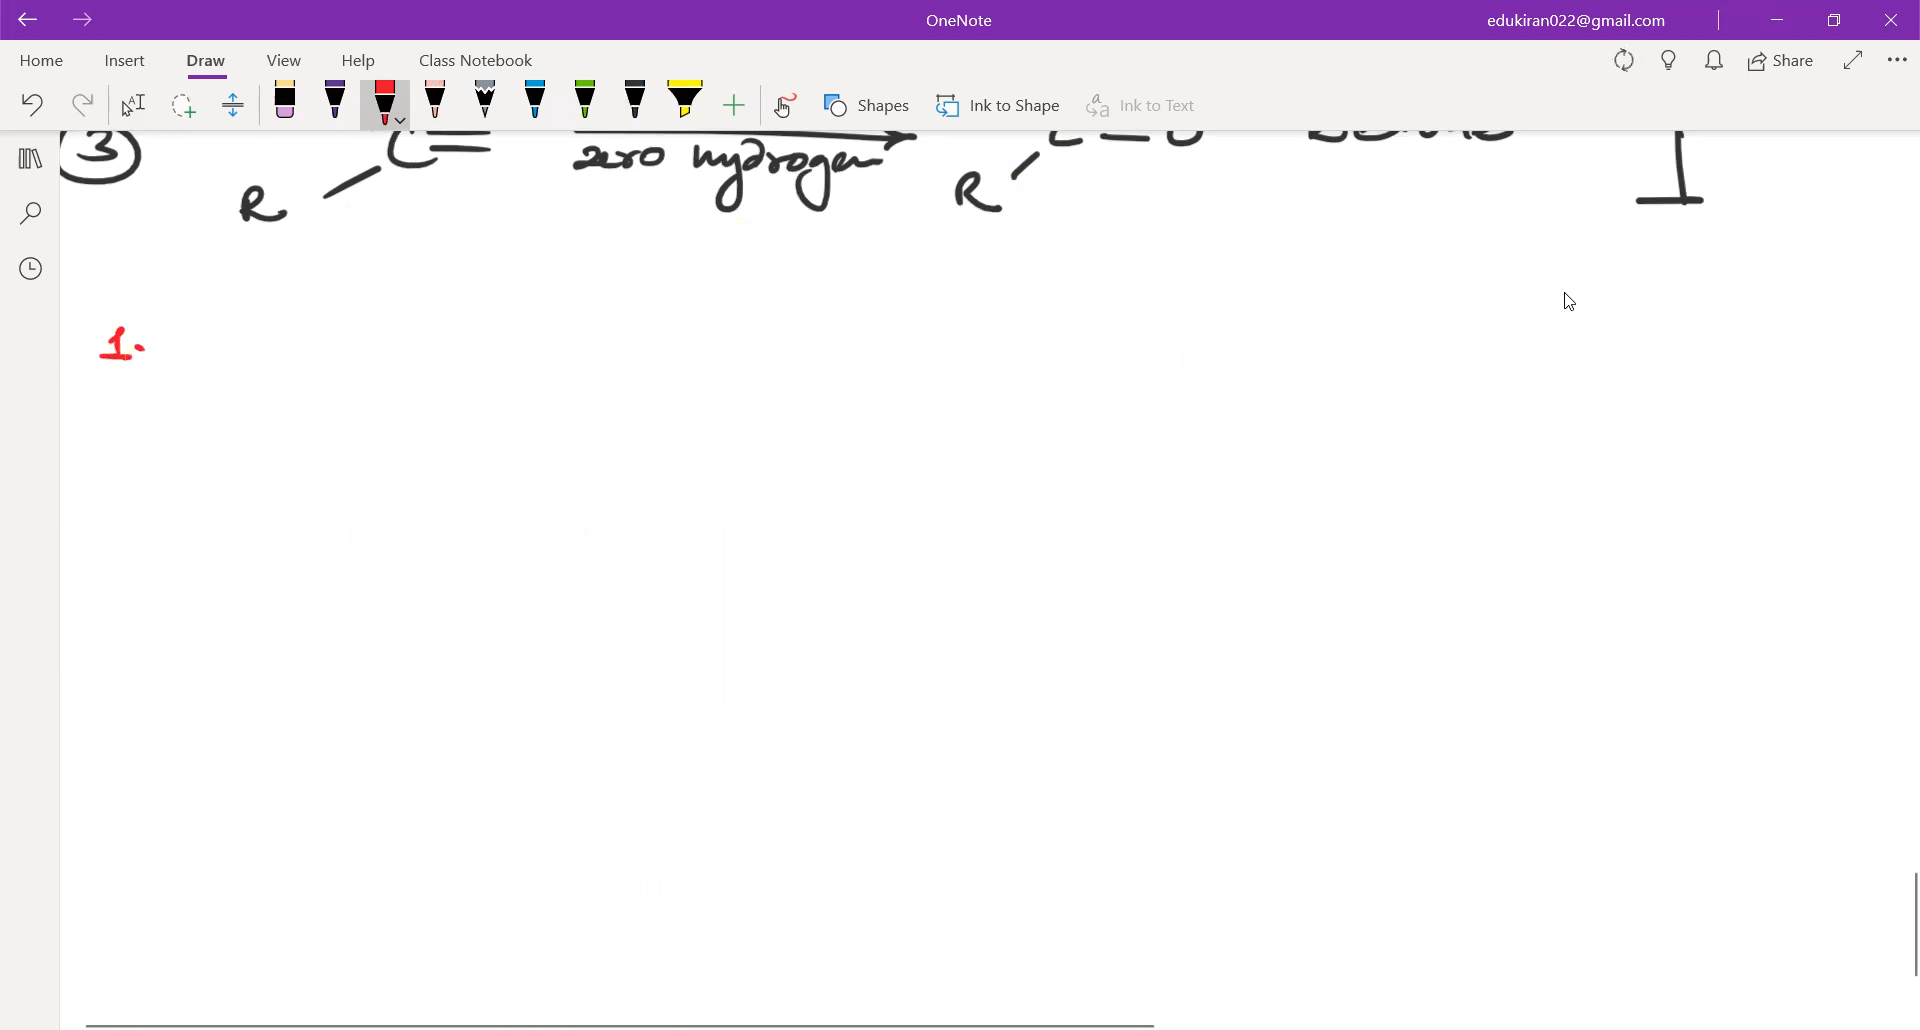 OneNote
edukiran022@gmail.com
Home Insert Draw View Help Class Notebook
Share
Shapes Ink to Shape Ink to Text
3 C= zero hydrogen C=O
R R
1.